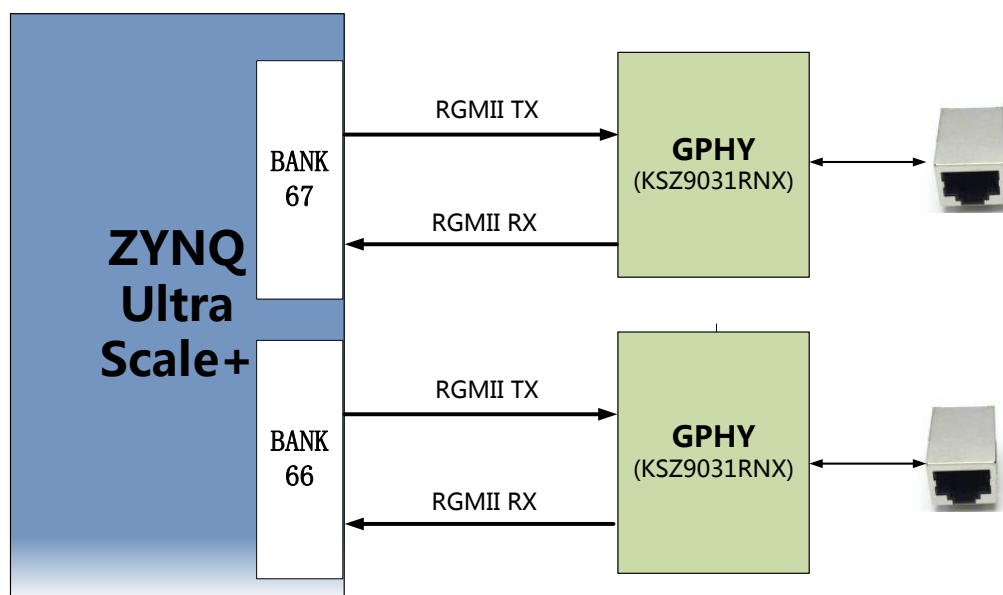 ZYNQ
Ultra
Scale+
BANK
67
RGMII TX
RGMII RX
GPHY
(KSZ9031RNX)
BANK
66
RGMII TX
RGMII RX
GPHY
(KSZ9031RNX)